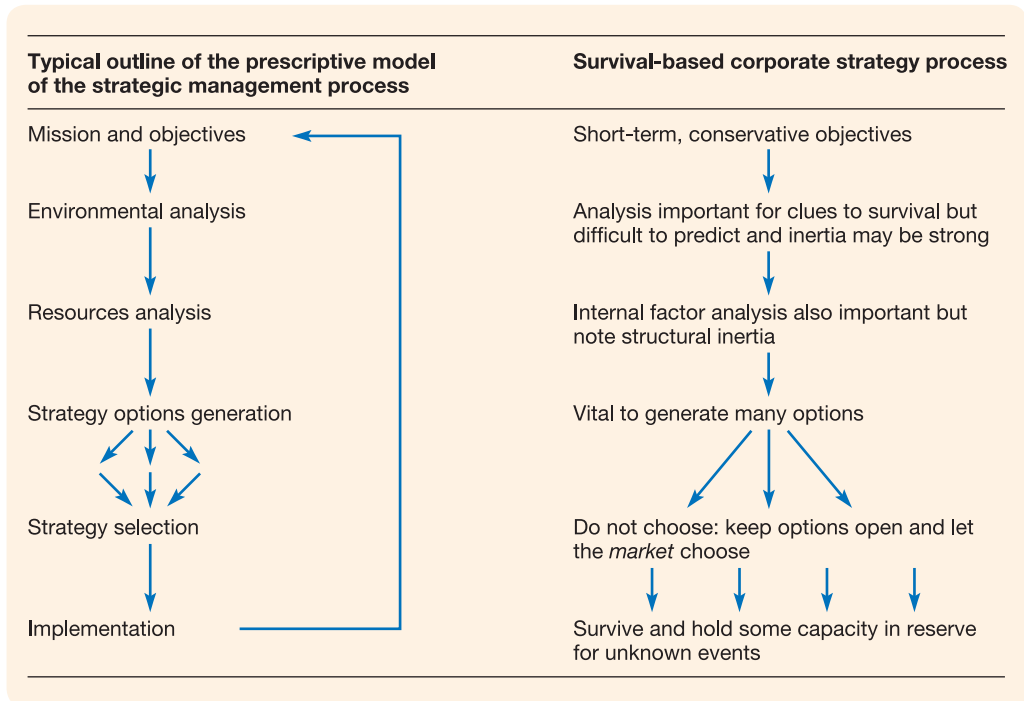 Typical outline of the prescriptive model
of the strategic management process
Survival-based corporate strategy process
Mission and objectives
Short-term, conservative objectives
Environmental analysis
Analysis important for clues to survival but
difficult to predict and inertia may be strong
Resources analysis
Internal factor analysis also important but
note structural inertia
Strategy options generation
Vital to generate many options
Strategy selection
Do not choose: keep options open and let
the market choose
Implementation
Survive and hold some capacity in reserve
for unknown events